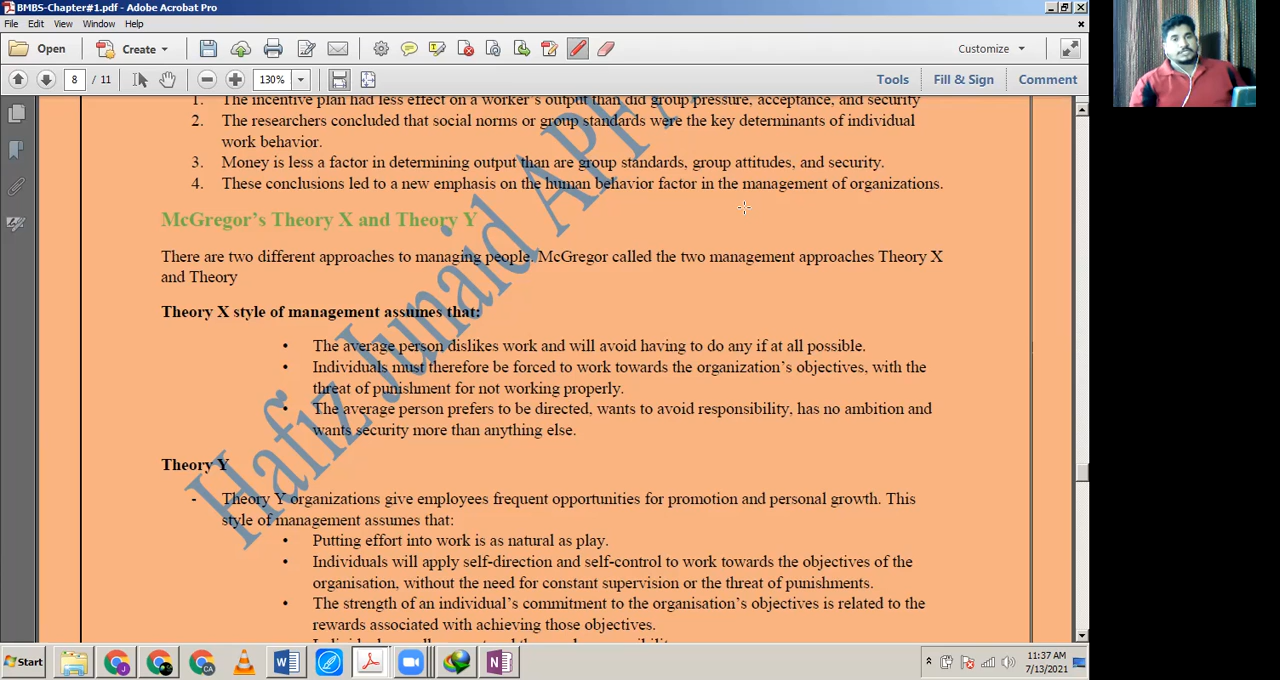 BMBS-Chapter#1.pdf - Adobe Acrobat Pro
File Edit View Window Help
Open Create Customize
8 / 11 130% Tools Fill & Sign Comment
1. The incentive plan had less effect on a worker's output than did group pressure, acceptance, and security
2. The researchers concluded that social norms or group standards were the key determinants of individual
work behavior.
3. Money is less a factor in determining output than are group standards, group attitudes, and security.
4. These conclusions led to a new emphasis on the human behavior factor in the management of organizations.
McGregor's Theory X and Theory Y
There are two different approaches to managing people. McGregor called the two management approaches Theory X
and Theory
Theory X style of management assumes that:
• The average person dislikes work and will avoid having to do any if at all possible.
• Individuals must therefore be forced to work towards the organization's objectives, with the
threat of punishment for not working properly.
• The average person prefers to be directed, wants to avoid responsibility, has no ambition and
wants security more than anything else.
Theory Y
- Theory Y organizations give employees frequent opportunities for promotion and personal growth. This
style of management assumes that:
• Putting effort into work is as natural as play.
• Individuals will apply self-direction and self-control to work towards the objectives of the
organisation, without the need for constant supervision or the threat of punishments.
• The strength of an individual's commitment to the organisation's objectives is related to the
rewards associated with achieving those objectives.
Hafiz Junaid
Start
11:37 AM
7/13/2021